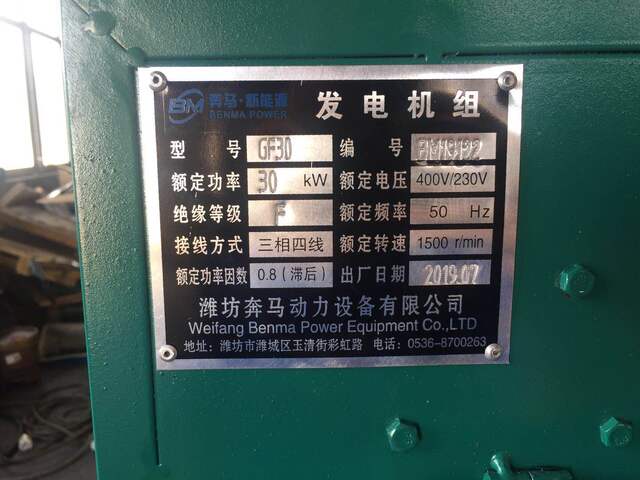 BM 奔马·新能源 发电机组
BENMA POWER
型 号 GF30 编 号
额定功率 30 kW 额定电压 400V/230V
绝缘等级 F 额定频率 50 Hz
接线方式 三相四线 额定转速 1500 r/min
额定功率因数 0.8(滞后) 出厂日期 2019.07
潍坊奔马动力设备有限公司
Weifang Benma Power Equipment Co.,LTD
地址: 潍坊市潍城区玉清街彩虹路 电话: 0536-8700263